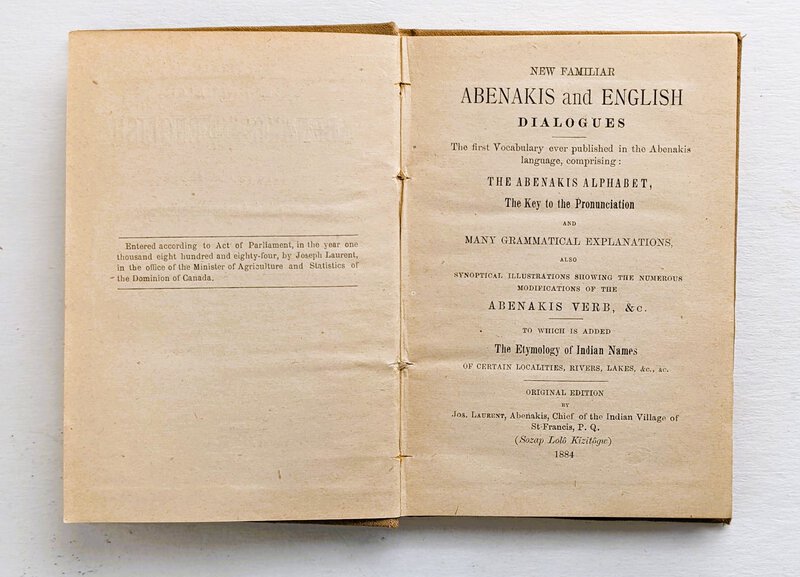 Entered according to Act of Parliament, in the year one
thousand eight hundred and eighty-four, by Joseph Laurent,
in the office of the Minister of Agriculture and Statistics of
the Dominion of Canada.
NEW FAMILIAR
ABENAKIS and ENGLISH
DIALOGUES
The first Vocabulary ever published in the Abenakis
language, comprising :
THE ABENAKIS ALPHABET,
The Key to the Pronunciation
AND
MANY GRAMMATICAL EXPLANATIONS,
ALSO
SYNOPTICAL ILLUSTRATIONS SHOWING THE NUMEROUS
MODIFICATIONS OF THE
ABENAKIS VERB, &c.
TO WHICH IS ADDED
The Etymology of Indian Names
OF CERTAIN LOCALITIES, RIVERS, LAKES, &c., &c.
ORIGINAL EDITION
BY
Jos. Laurent, Abenakis, Chief of the Indian Village of
St-Francis, P. Q.
(Sozap Lolô Kizitôgw)
1884